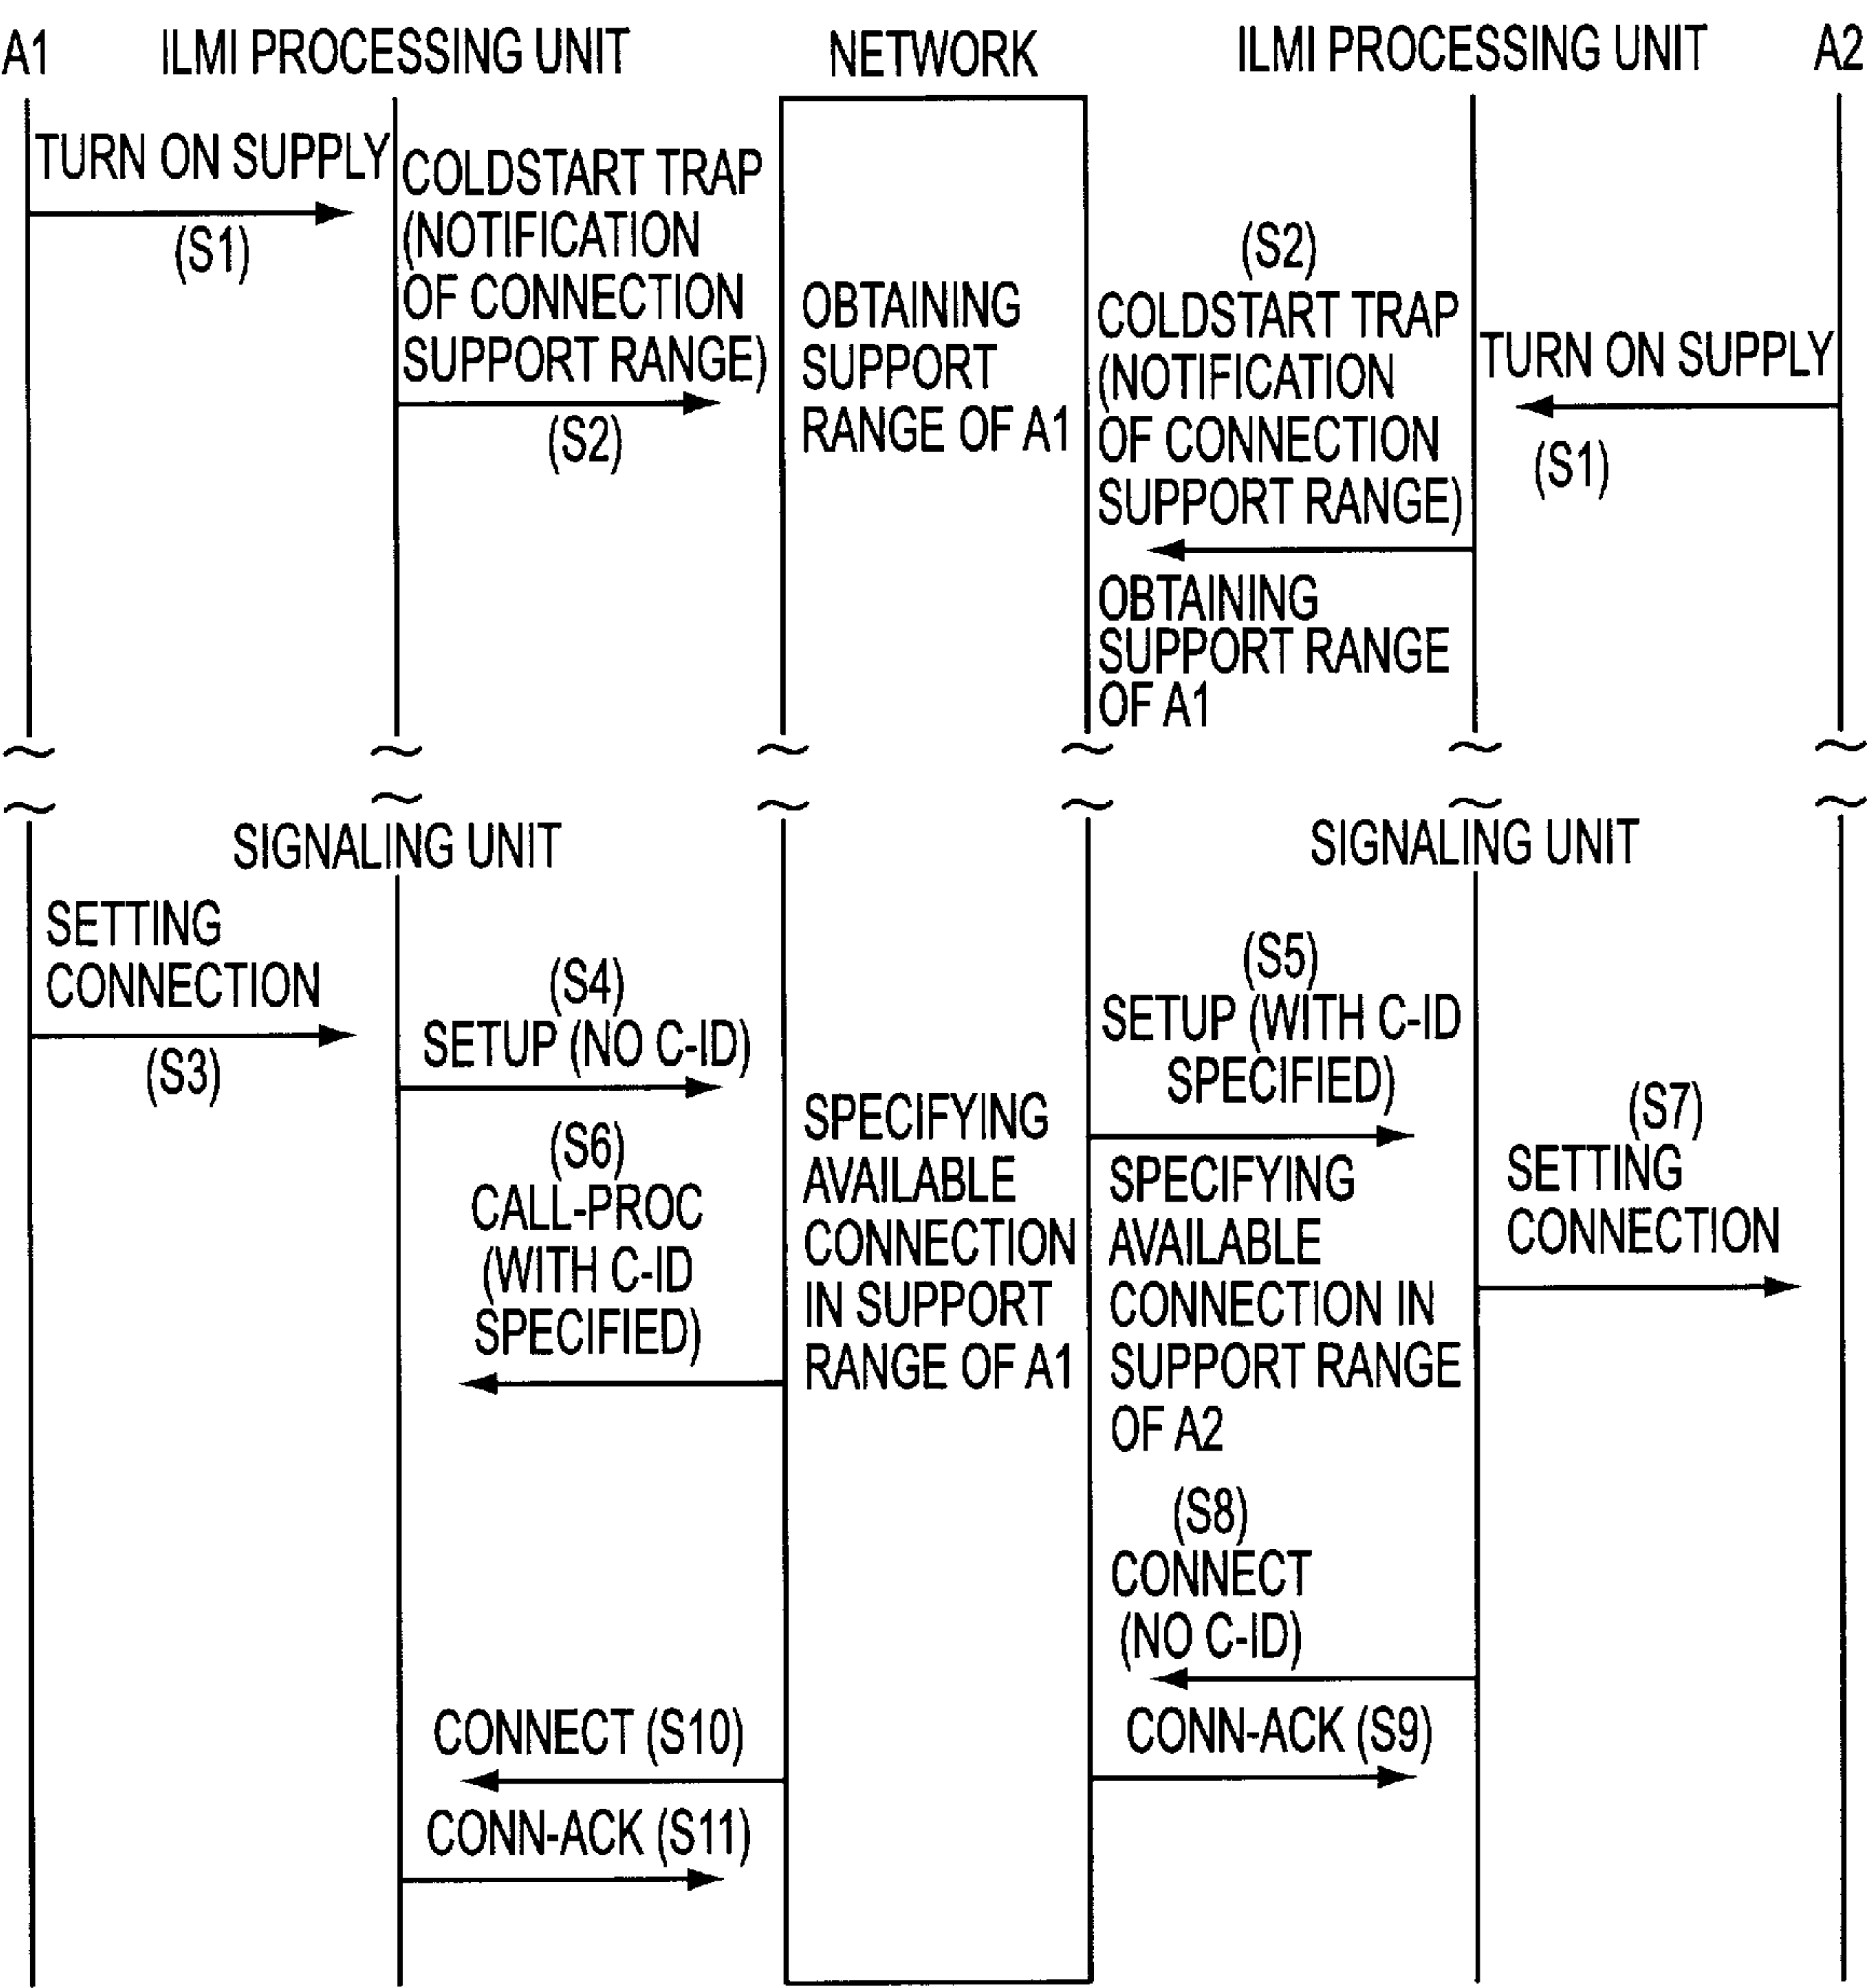 A1
ILMI PROCESSING UNIT
NETWORK
ILMI PROCESSING UNIT
A2
TURN ON SUPPLY
(S1)
COLDSTART TRAP
(NOTIFICATION
OF CONNECTION
SUPPORT RANGE)
(S2)
OBTAINING
SUPPORT
RANGE OF A1
(S2)
COLDSTART TRAP
(NOTIFICATION
OF CONNECTION
SUPPORT RANGE)
OBTAINING
SUPPORT RANGE
OF A1
TURN ON SUPPLY
(S1)
SIGNALING UNIT
SIGNALING UNIT
SETTING
CONNECTION
(S3)
(S4)
SETUP (NO C-ID)
(S6)
CALL-PROC
(WITH C-ID
SPECIFIED)
SPECIFYING
AVAILABLE
CONNECTION
IN SUPPORT
RANGE OF A1
(S5)
SETUP (WITH C-ID
SPECIFIED)
SPECIFYING
AVAILABLE
CONNECTION IN
SUPPORT RANGE
OF A2
(S7)
SETTING
CONNECTION
(S8)
CONNECT
(NO C-ID)
CONNECT (S10)
CONN-ACK (S9)
CONN-ACK (S11)